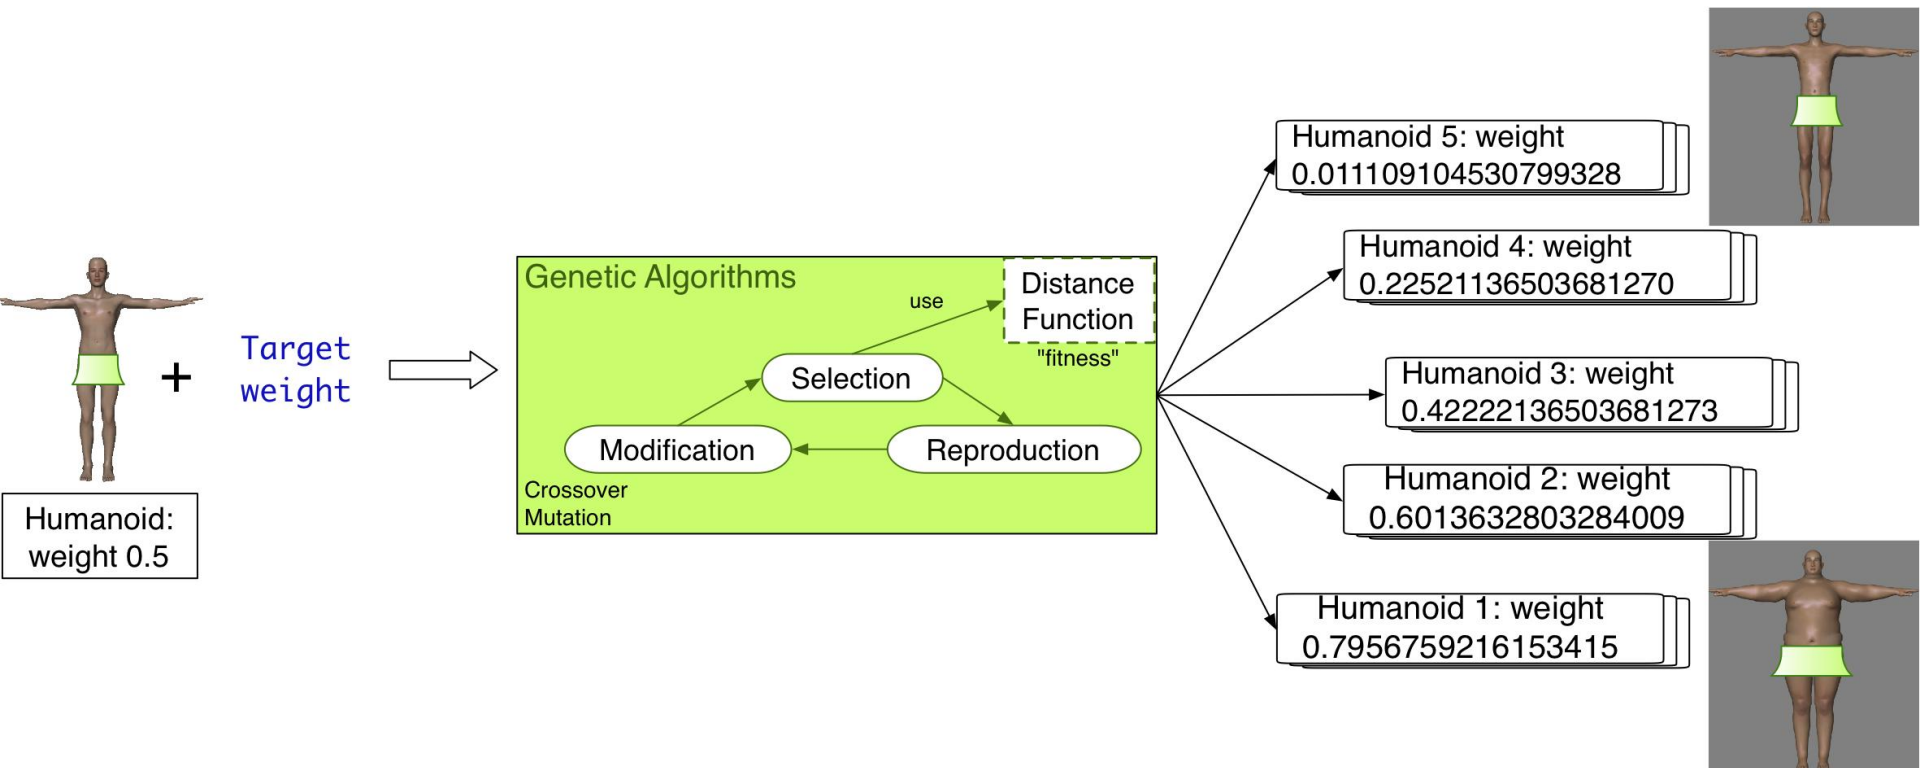 Humanoid:
weight 0.5
+
Target
weight
Genetic Algorithms
use
Distance
Function
"fitness"
Selection
Modification
Reproduction
Crossover
Mutation
Humanoid 5: weight
0.011109104530799328
Humanoid 4: weight
0.22521136503681270
Humanoid 3: weight
0.42222136503681273
Humanoid 2: weight
0.6013632803284009
Humanoid 1: weight
0.7956759216153415